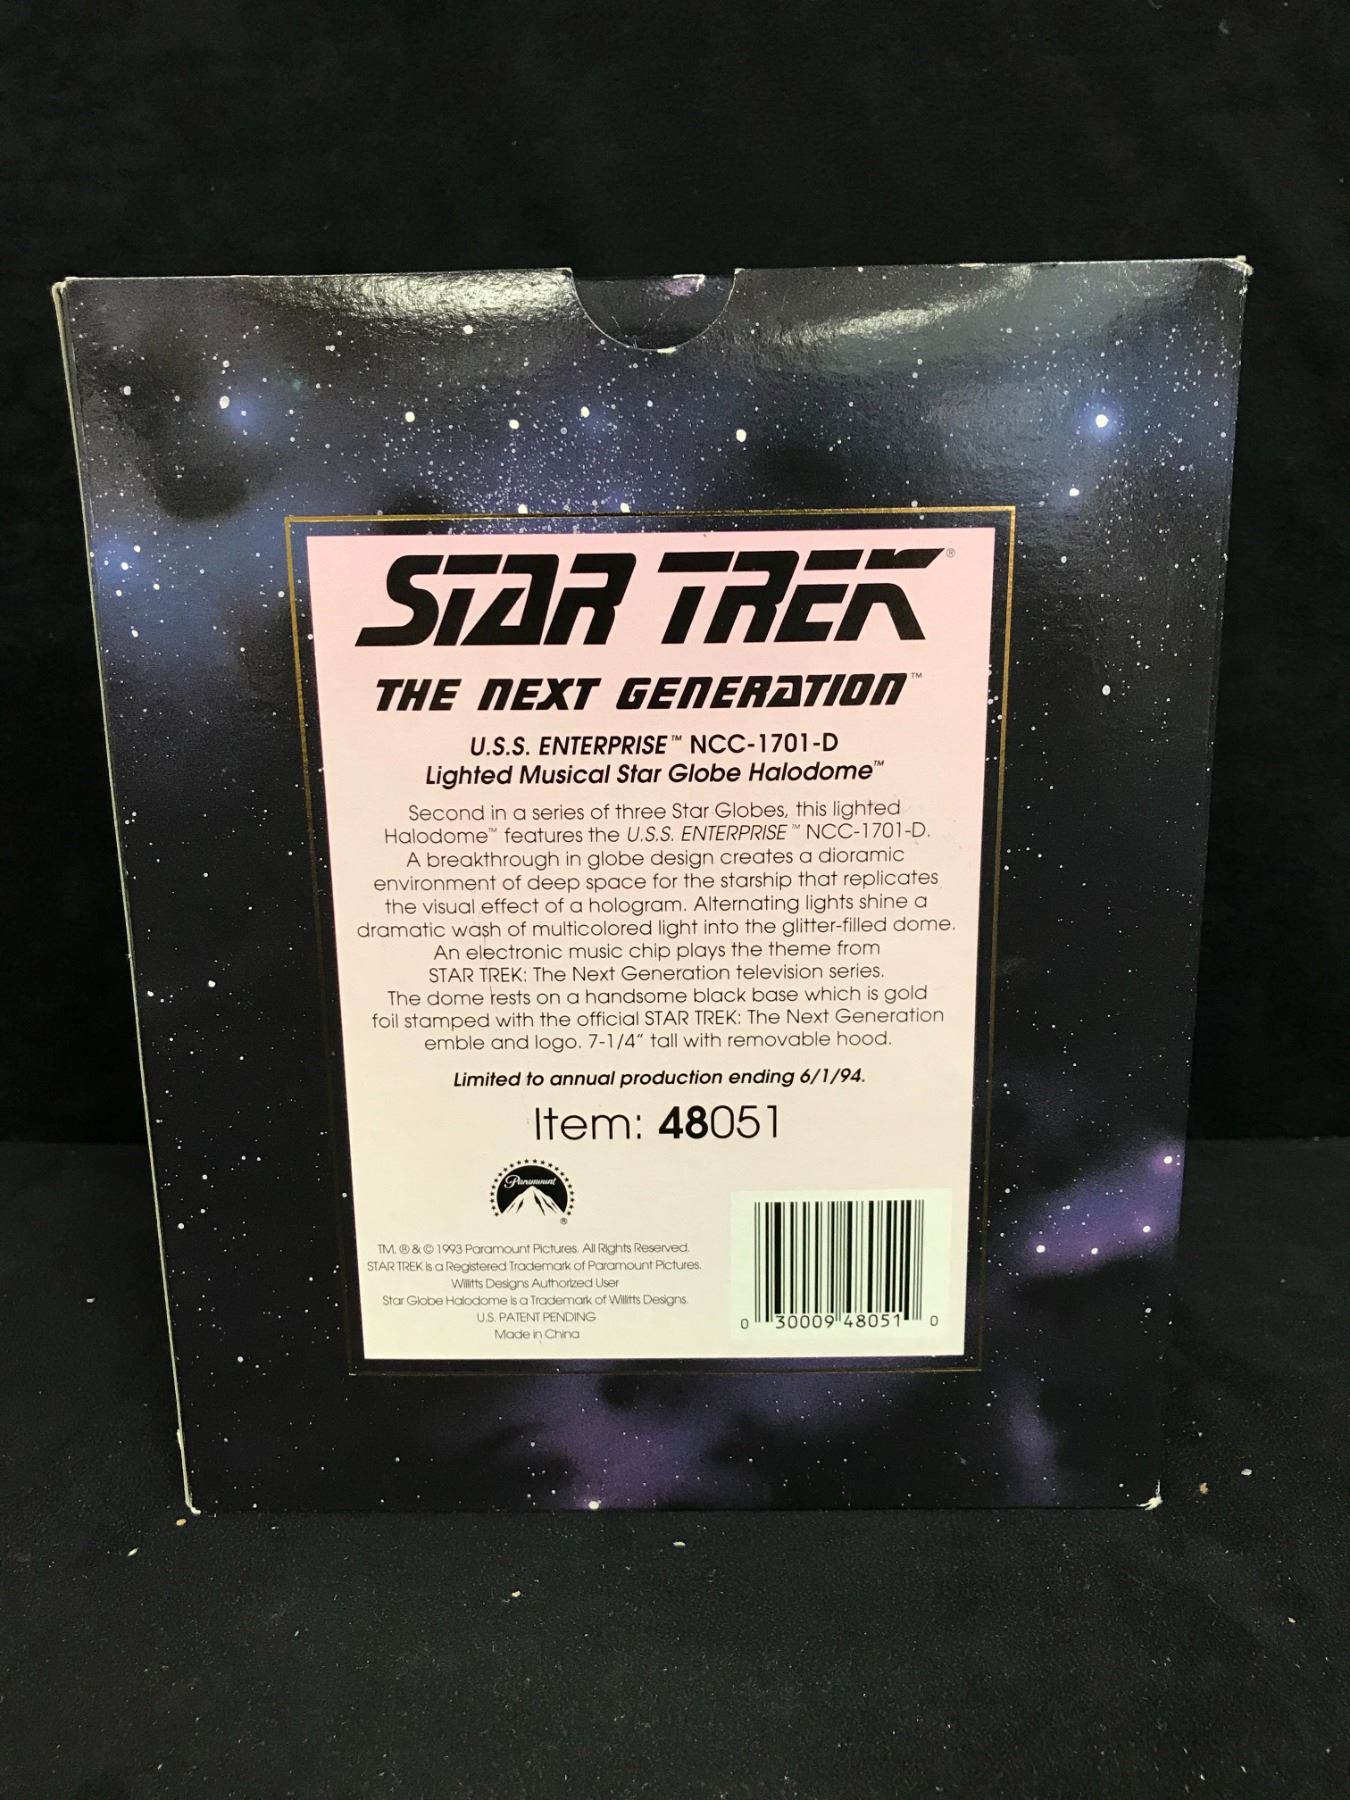 STAR TREK®
THE NEXT GENERATION™
U.S.S. ENTERPRISE™ NCC-1701-D
Lighted Musical Star Globe Halodome™
Second in a series of three Star Globes, this lighted
Halodome™ features the U.S.S. ENTERPRISE™ NCC-1701-D.
A breakthrough in globe design creates a dioramic
environment of deep space for the starship that replicates
the visual effect of a hologram. Alternating lights shine a
dramatic wash of multicolored light into the glitter-filled dome.
An electronic music chip plays the theme from
STAR TREK: The Next Generation television series.
The dome rests on a handsome black base which is gold
foil stamped with the official STAR TREK: The Next Generation
emble and logo. 7-1/4" tall with removable hood.
Limited to annual production ending 6/1/94.
Item: 48051
Paramount
®
TM, ® & © 1993 Paramount Pictures. All Rights Reserved.
STAR TREK is a Registered Trademark of Paramount Pictures.
Willitts Designs Authorized User
Star Globe Halodome is a Trademark of Willitts Designs.
U.S. PATENT PENDING
Made in China
0 30009 48051 0